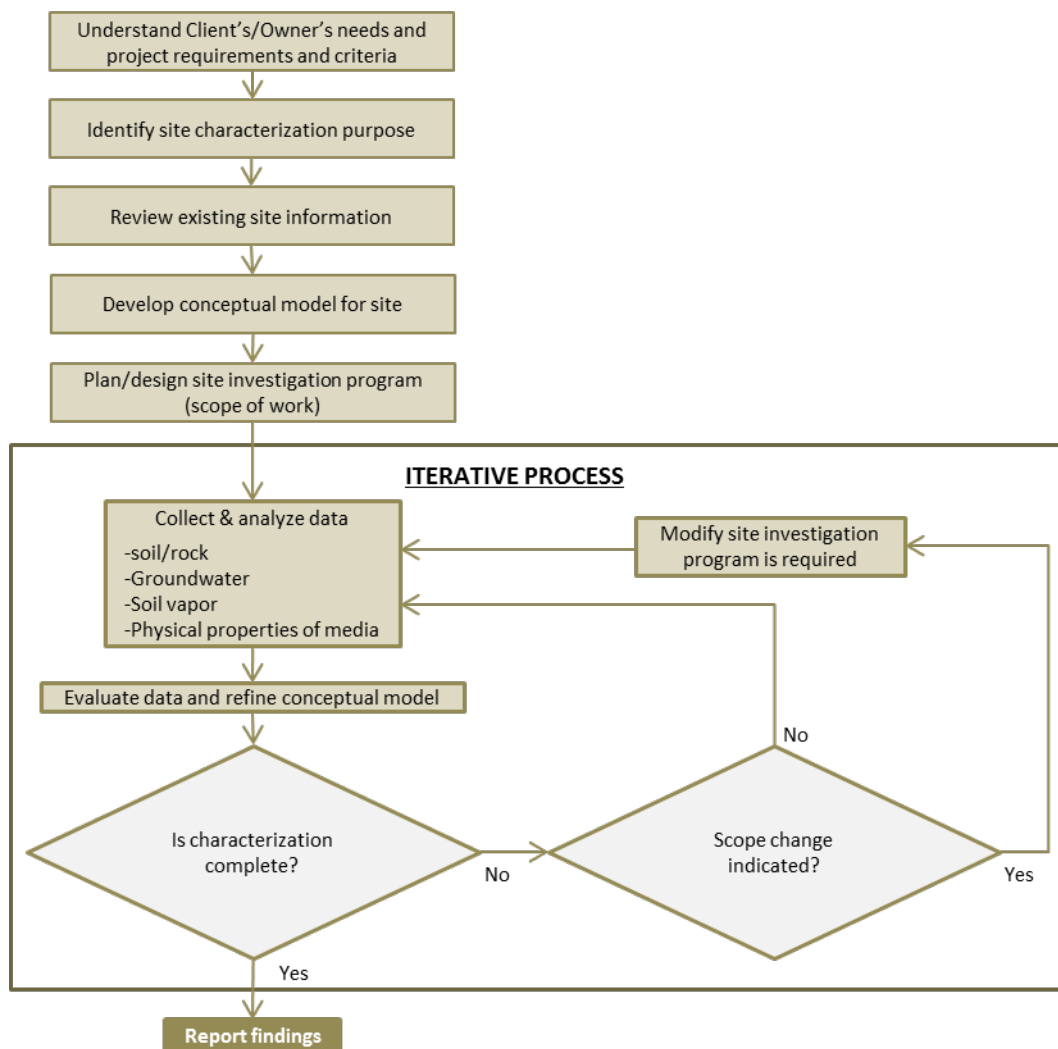 Understand Client’s/Owner’s needs and
project requirements and criteria
Identify site characterization purpose
Review existing site information
Develop conceptual model for site
Plan/design site investigation program
(scope of work)
ITERATIVE PROCESS
Collect & analyze data
-soil/rock
-Groundwater
-Soil vapor
-Physical properties of media
Modify site investigation
program is required
Evaluate data and refine conceptual model
No
Is characterization
complete?
No
Scope change
indicated?
Yes
Yes
Report findings